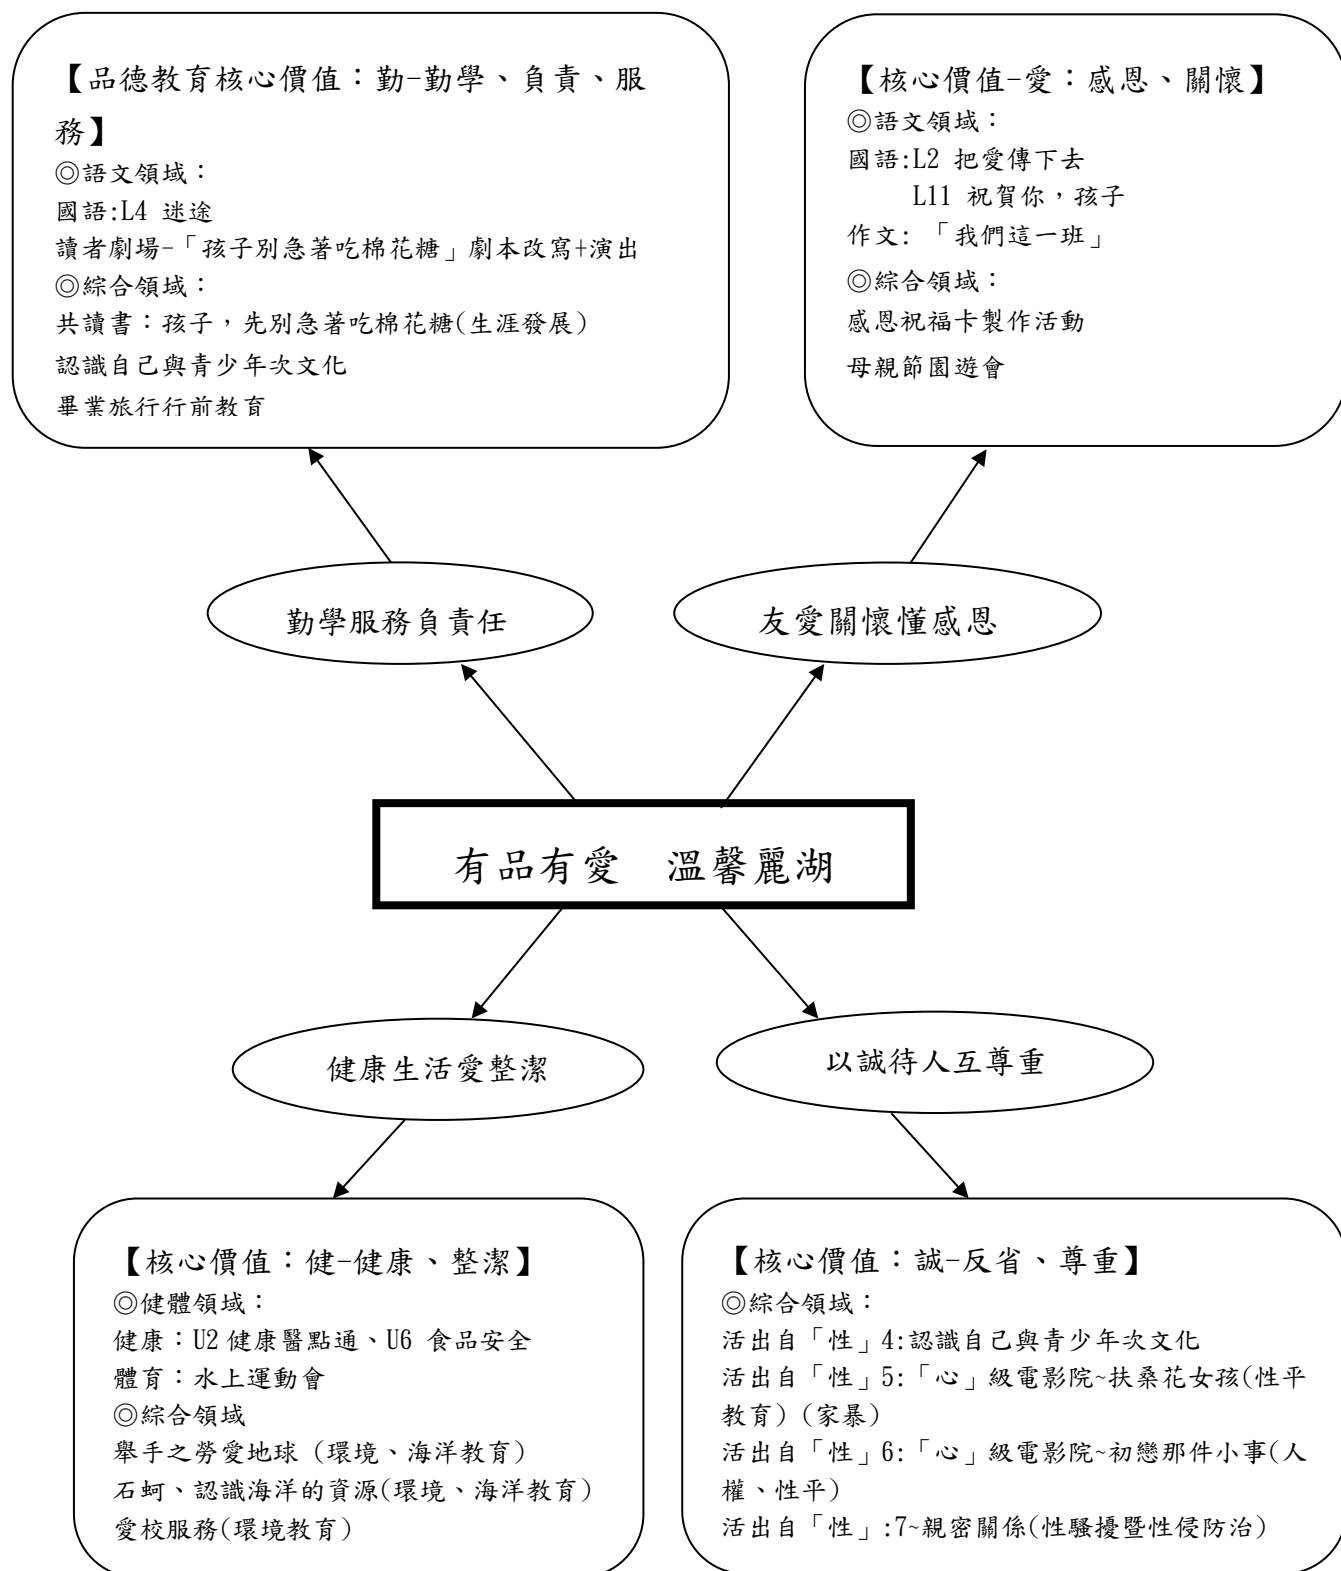 【品德教育核心價值：勤-勤學、負責、服
務】
◎語文領域：
國語:L4 迷途
讀者劇場-「孩子別急著吃棉花糖」劇本改寫+演出
◎綜合領域：
共讀書：孩子，先別急著吃棉花糖(生涯發展)
認識自己與青少年次文化
畢業旅行行前教育
【核心價值-愛：感恩、關懷】
◎語文領域：
國語:L2 把愛傳下去
L11 祝賀你，孩子
作文: 「我們這一班」
◎綜合領域：
感恩祝福卡製作活動
母親節園遊會
勤學服務負責任
友愛關懷懂感恩
有品有愛　溫馨麗湖
健康生活愛整潔
以誠待人互尊重
【核心價值：健-健康、整潔】
◎健體領域：
健康：U2 健康醫點通、U6 食品安全
體育：水上運動會
◎綜合領域
舉手之勞愛地球 (環境、海洋教育)
石蚵、認識海洋的資源(環境、海洋教育)
愛校服務(環境教育)
【核心價值：誠-反省、尊重】
◎綜合領域：
活出自「性」4:認識自己與青少年次文化
活出自「性」5:「心」級電影院~扶桑花女孩(性平
教育) (家暴)
活出自「性」6:「心」級電影院~初戀那件小事(人
權、性平)
活出自「性」:7~親密關係(性騷擾暨性侵防治)